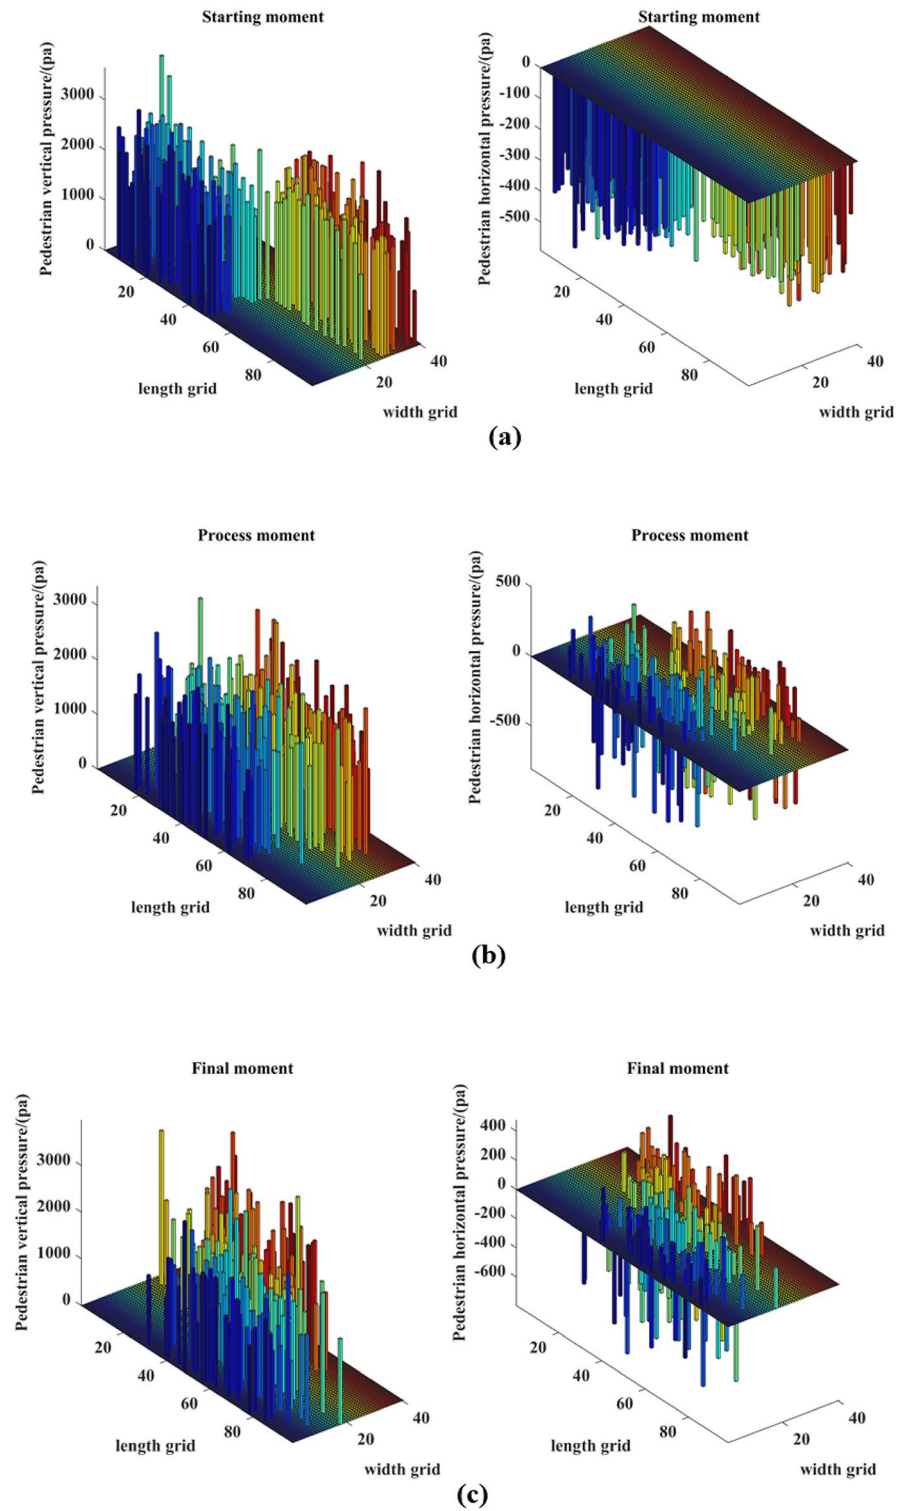 Starting moment
Pedestrian vertical pressure/(pa)
3000
2000
1000
0
20
40
60
80
length grid
20
40
width grid
Starting moment
Pedestrian horizontal pressure/(pa)
0
-100
-200
-300
-400
-500
20
40
60
80
length grid
20
40
width grid
(a)
Process moment
Pedestrian vertical pressure/(pa)
3000
2000
1000
0
20
40
60
80
length grid
20
40
width grid
Process moment
Pedestrian horizontal pressure/(pa)
500
0
-500
20
40
60
80
length grid
20
40
width grid
(b)
Final moment
Pedestrian vertical pressure/(pa)
3000
2000
1000
0
20
40
60
80
length grid
20
40
width grid
Final moment
Pedestrian horizontal pressure/(pa)
400
200
0
-200
-400
-600
20
40
60
80
length grid
20
40
width grid
(c)